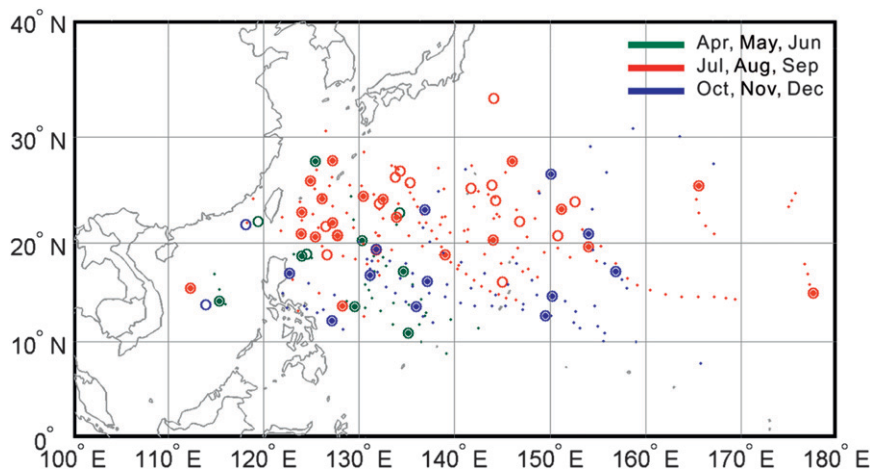 40° N
30° N
20° N
10° N
0°
Apr, May, Jun
Jul, Aug, Sep
Oct, Nov, Dec
100° E 110° E 120° E 130° E 140° E 150° E 160° E 170° E 180° E